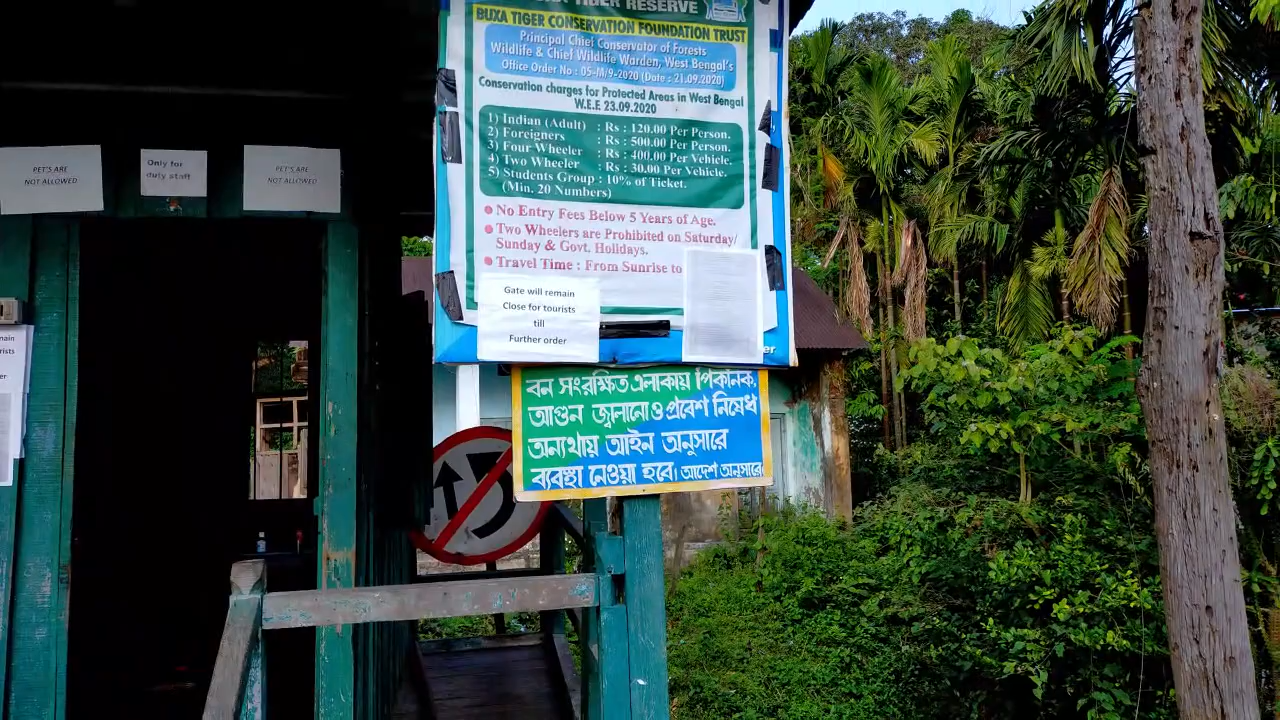 TIGER RESERVE
BUXA TIGER CONSERVATION FOUNDATION TRUST
Principal Chief Conservator of Forests
Wildlife & Chief Wildlife Warden, West Bengal's
Office Order No : 05-M/9-2020 (Date : 21.09.2020)
Conservation charges for Protected Areas in West Bengal
W.E.F 23.09.2020
1) Indian (Adult) : Rs : 120.00 Per Person.
2) Foreigners : Rs : 500.00 Per Person.
3) Four Wheeler : Rs : 400.00 Per Vehicle.
4) Two Wheeler : Rs : 30.00 Per Vehicle.
5) Students Group : 10% of Ticket.
(Min. 20 Numbers)
No Entry Fees Below 5 Years of Age.
Two Wheelers are Prohibited on Saturday/
Sunday & Govt. Holidays.
Travel Time : From Sunrise to
Gate will remain
Close for tourists
till
Further order
PET'S ARE
NOT ALLOWED
Only for
duty staff
PET'S ARE
NOT ALLOWED
বন সংরক্ষিত এলাকায় পিকনিক,
আগুন জ্বালানো ও প্রবেশ নিষেধ
অন্যথায় আইন অনুসারে
ব্যবস্থা নেওয়া হবে। আদেশ অনুসারে